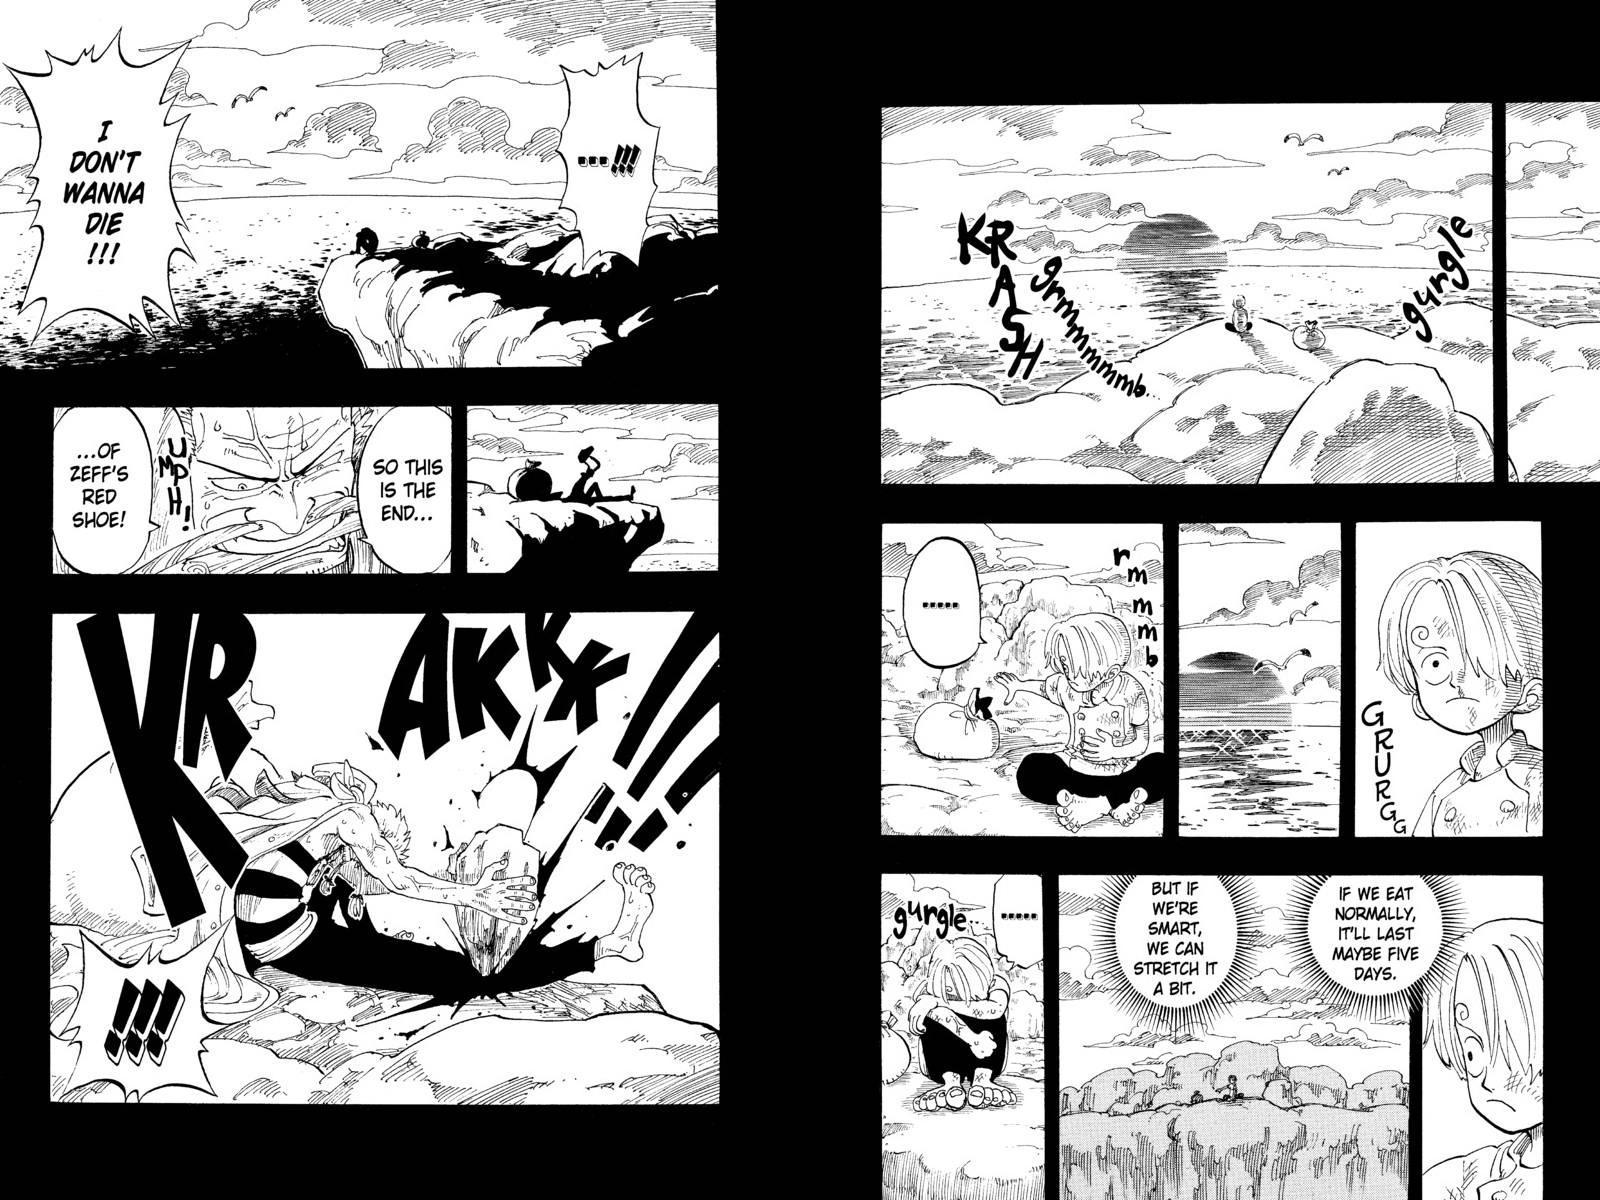 KRASH
grmmmmmb...
gurgle
GRURGG
rmmmb
.....
IF WE EAT
NORMALLY,
IT'LL LAST
MAYBE FIVE
DAYS.
BUT IF
WE'RE
SMART,
WE CAN
STRETCH IT
A BIT.
.....
gurgle...
...!!!
I
DON'T
WANNA
DIE
!!!
SO THIS
IS THE
END...
UMPH!
...OF
ZEFF'S
RED
SHOE!
KRAKKK!!!
!!!